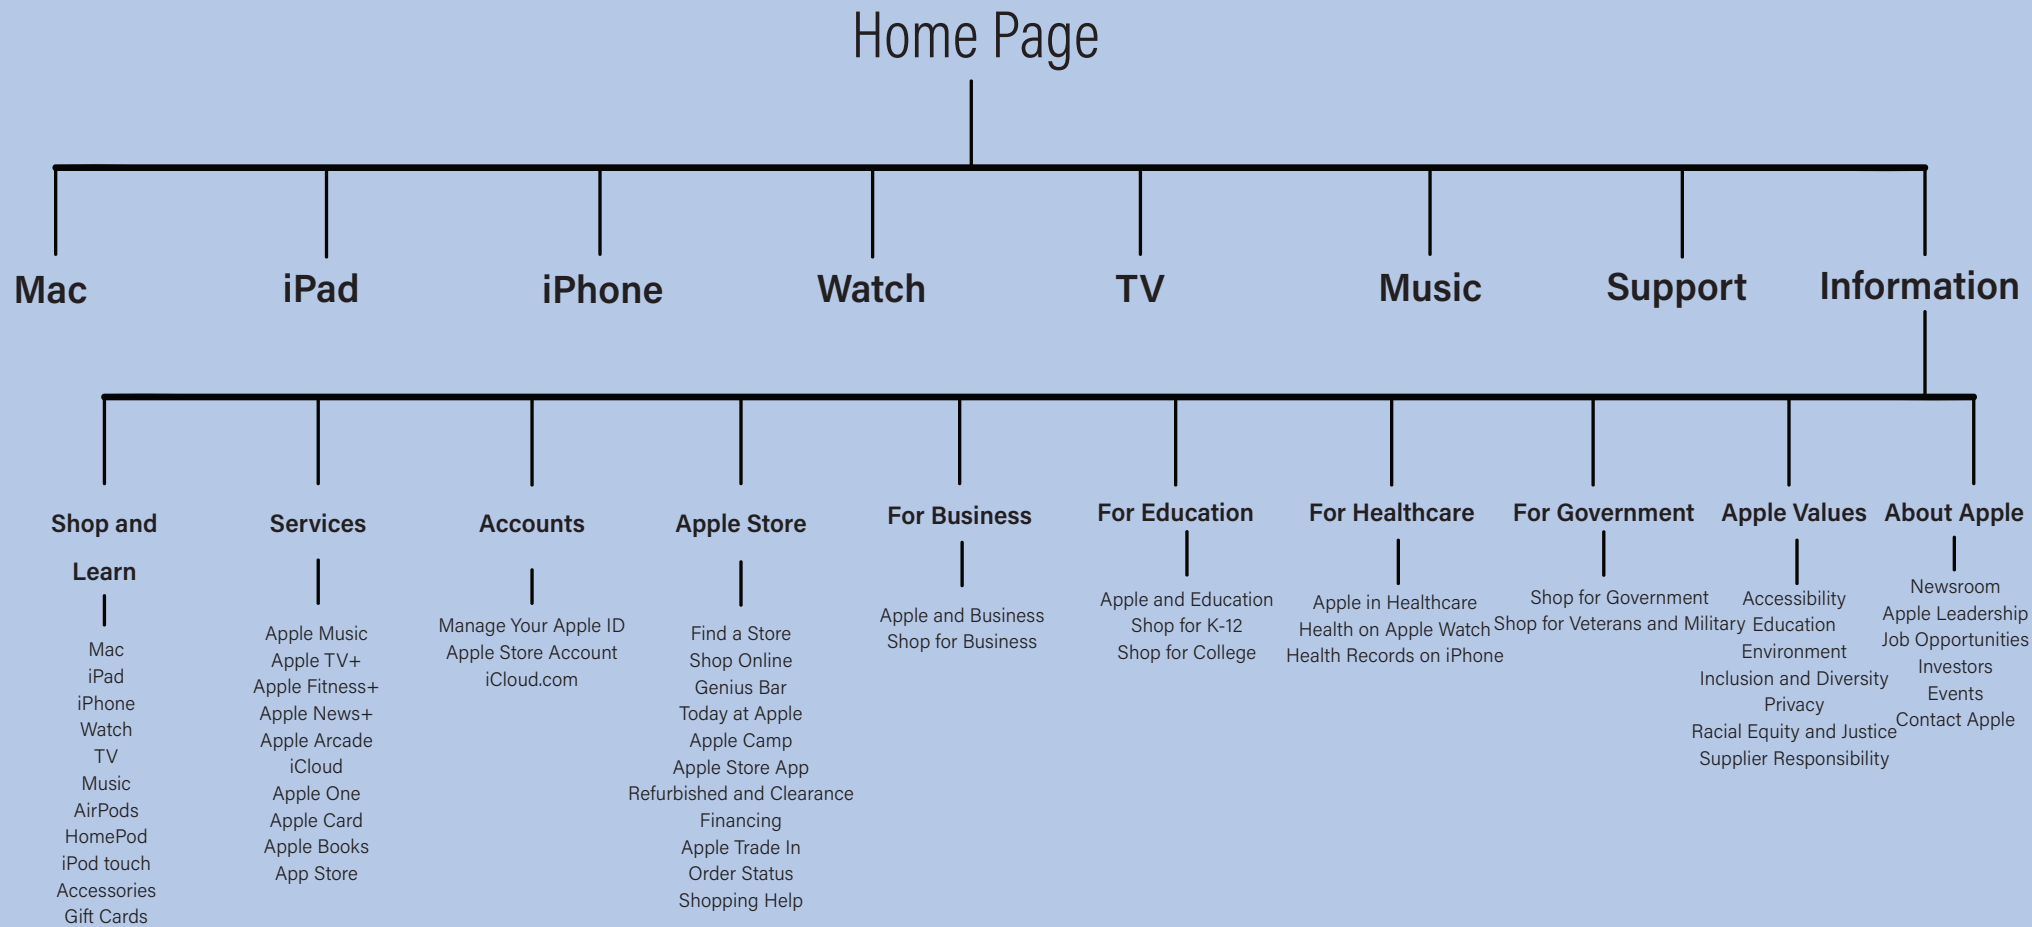 Home Page
Mac
iPad
iPhone
Watch
TV
Music
Support
Information
Shop and
Learn
Mac
iPad
iPhone
Watch
TV
Music
AirPods
HomePod
iPod touch
Accessories
Gift Cards
Services
Apple Music
Apple TV+
Apple Fitness+
Apple News+
Apple Arcade
iCloud
Apple One
Apple Card
Apple Books
App Store
Accounts
Manage Your Apple ID
Apple Store Account
iCloud.com
Apple Store
Find a Store
Shop Online
Genius Bar
Today at Apple
Apple Camp
Apple Store App
Refurbished and Clearance
Financing
Apple Trade In
Order Status
Shopping Help
For Business
Apple and Business
Shop for Business
For Education
Apple and Education
Shop for K-12
Shop for College
For Healthcare
Apple in Healthcare
Health on Apple Watch
Health Records on iPhone
For Government
Shop for Government
Shop for Veterans and Military
Apple Values
Accessibility
Education
Environment
Inclusion and Diversity
Privacy
Racial Equity and Justice
Supplier Responsibility
About Apple
Newsroom
Apple Leadership
Job Opportunities
Investors
Events
Contact Apple